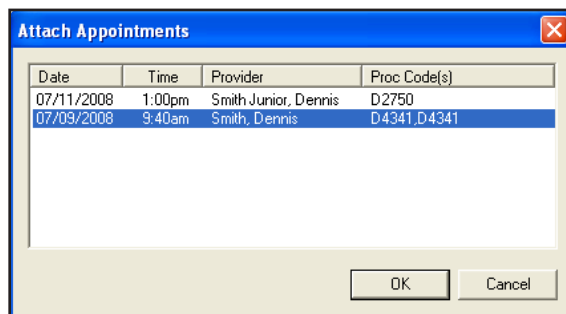 Attach Appointments
Date Time Provider Proc Code(s)
07/11/2008 1:00pm Smith Junior, Dennis D2750
07/09/2008 9:40am Smith, Dennis D4341,D4341
OK Cancel